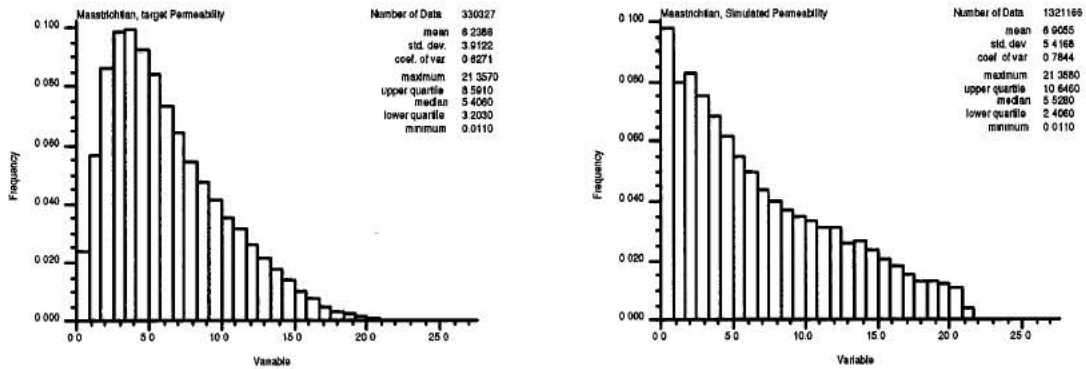 Maastrichtian, target Permeability
Number of Data 330327
mean 6 2386
std. dev. 3.9122
coef. of var 0 6271
maximum 21 3570
upper quartile 8 5910
median 5 4060
lower quartile 3.2030
minimum 0.0110
Frequency
0.100
0 080
0 060
0 040
0 020
0.000
0 0
5 0
10 0
15 0
20 0
25 0
Variable
Maastrichtian, Simulated Permeability
Number of Data 1321166
mean 6 9055
std. dev 5 4168
coef of var 0.7844
maximum 21 3580
upper quartile 10 6460
median 5 5280
lower quartile 2 4060
minimum 0 0110
Frequency
0.100
0.080
0 060
0 040
0 020
0 000
0 0
5 0
10 0
15 0
20 0
25 0
Variable